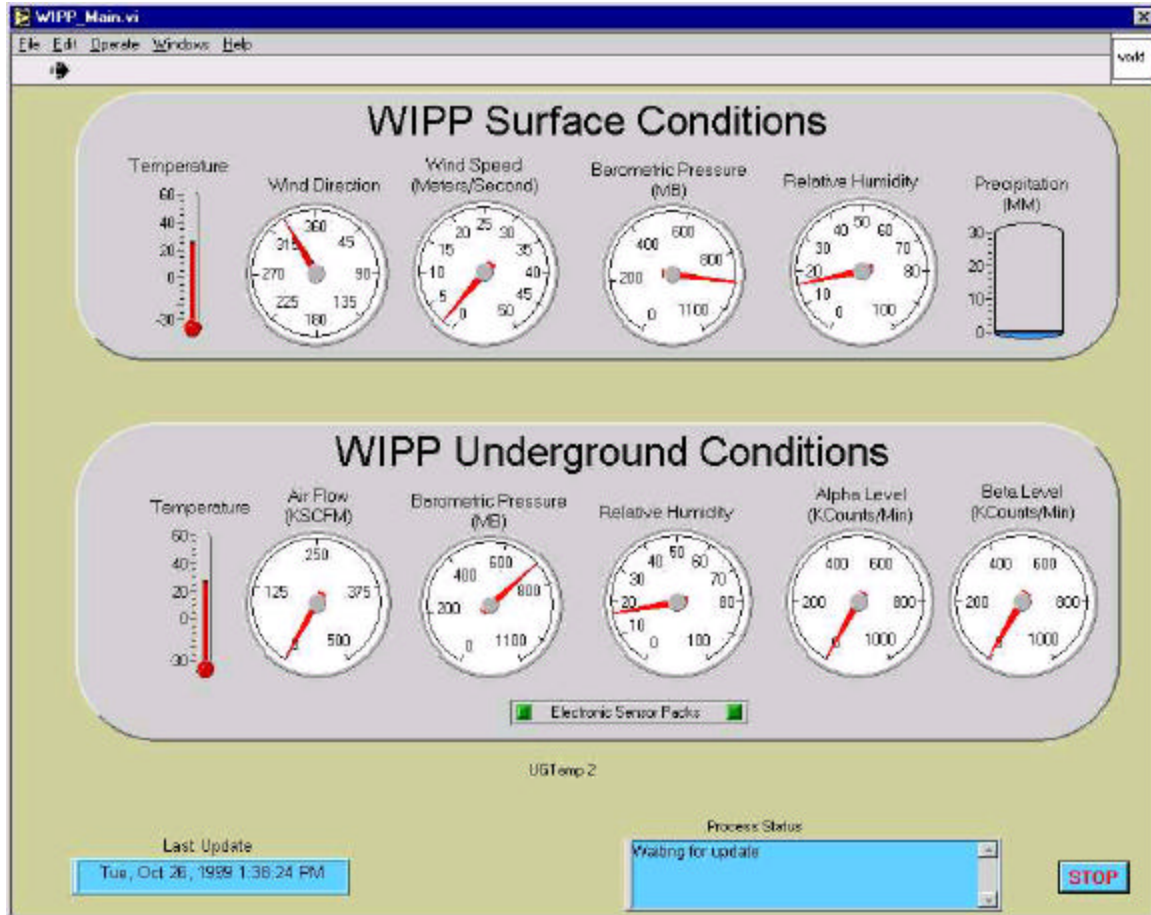 WIPP_Main.vi
File Edit Operate Windows Help
world
WIPP Surface Conditions
Temperature
60
40
20
0
-30
Wind Direction
360
45
90
135
180
225
270
315
Wind Speed
(Meters/Second)
0
5
10
15
20
25
30
35
40
45
50
Barometric Pressure
(MB)
0
200
400
600
800
1100
Relative Humidity
0
10
20
30
40
50
60
70
80
100
Precipitation
(MM)
30
20
10
0
WIPP Underground Conditions
Temperature
60
40
20
0
-30
Air Flow
(KSCFM)
0
125
250
375
500
Barometric Pressure
(MB)
0
200
400
600
800
1100
Relative Humidity
0
10
20
30
40
50
60
70
80
100
Alpha Level
(KCounts/Min)
200
400
600
800
1000
Beta Level
(KCounts/Min)
200
400
600
800
1000
Electronic Sensor Packs
UGTemp 2
Last Update
Tue, Oct 26, 1999 1:36:24 PM
Process Status
Waiting for update
STOP